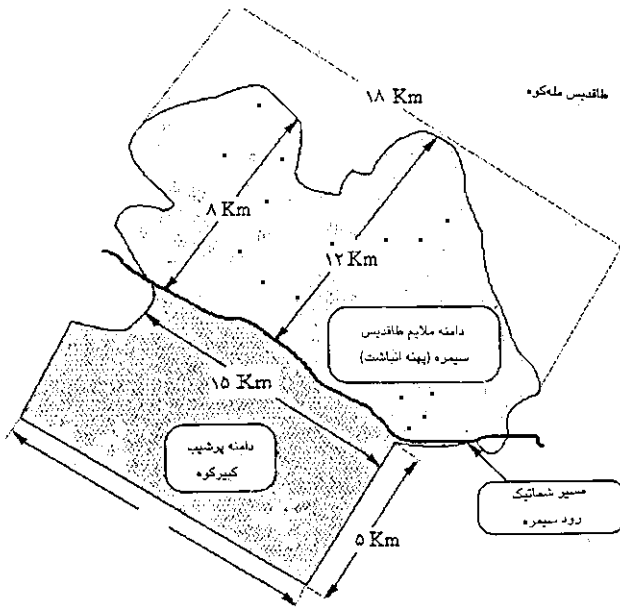 ۱۸ Km
طاقدیس مله‌کوه
۸ Km
۱۲ Km
دامنه ملایم طاقدیس
سیمره (پهنه انباشت)
۱۵ Km
دامنه پرشیب
کبیرکوه
مسیر شماتیک
رود سیمره
۵ Km